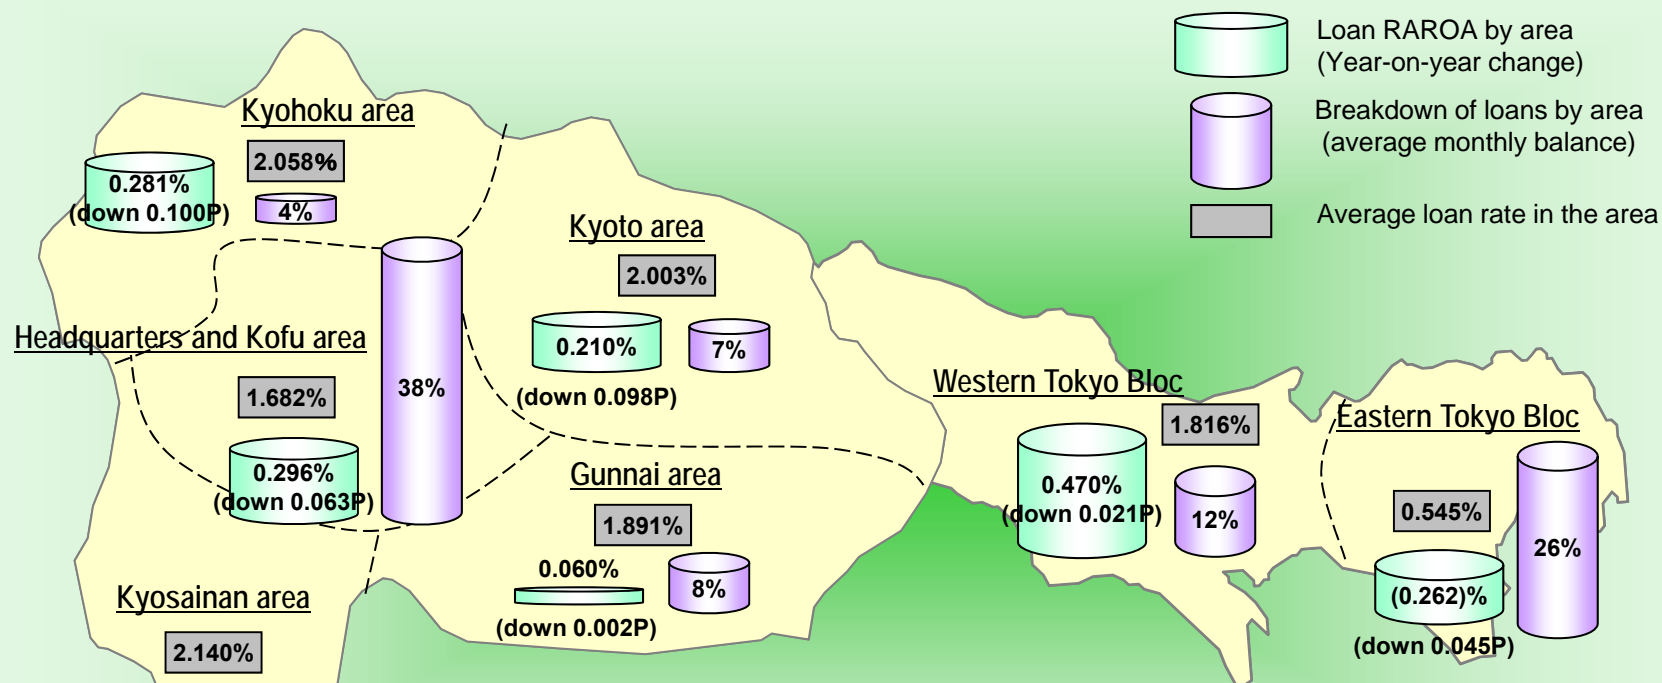 Loan RAROA by area
(Year-on-year change)
Breakdown of loans by area
(average monthly balance)
Average loan rate in the area
Kyohoku area
2.058%
0.281%
(down 0.100P)
4%
Kyoto area
2.003%
0.210%
7%
(down 0.098P)
Headquarters and Kofu area
1.682%
38%
0.296%
(down 0.063P)
Gunnai area
1.891%
0.060%
8%
(down 0.002P)
Kyosainan area
2.140%
Western Tokyo Bloc
1.816%
0.470%
(down 0.021P)
12%
Eastern Tokyo Bloc
0.545%
26%
(0.262)%
(down 0.045P)